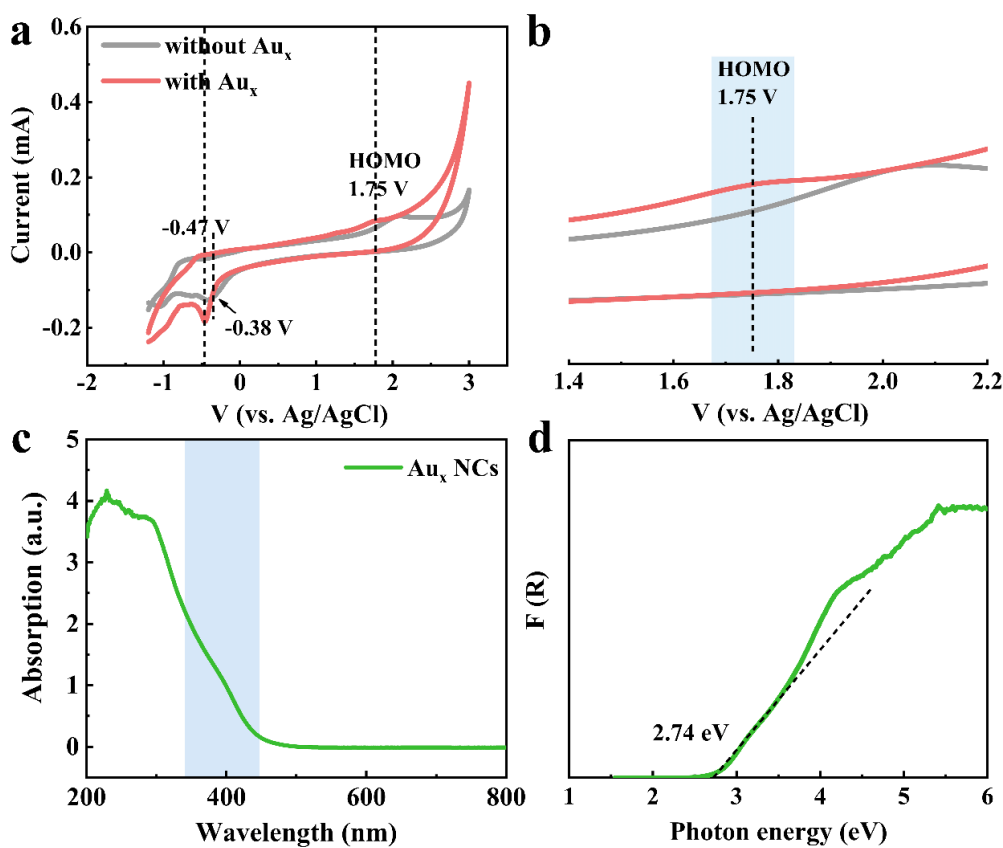 a
0.6
0.4
0.2
0.0
-0.2
Current (mA)
without Auₓ
with Auₓ
HOMO
1.75 V
-0.47 V
-0.38 V
-2 -1 0 1 2 3
V (vs. Ag/AgCl)
b
HOMO
1.75 V
1.4 1.6 1.8 2.0 2.2
V (vs. Ag/AgCl)
c
5
4
3
2
1
0
Absorption (a.u.)
Auₓ NCs
200 400 600 800
Wavelength (nm)
d
F (R)
2.74 eV
1 2 3 4 5 6
Photon energy (eV)